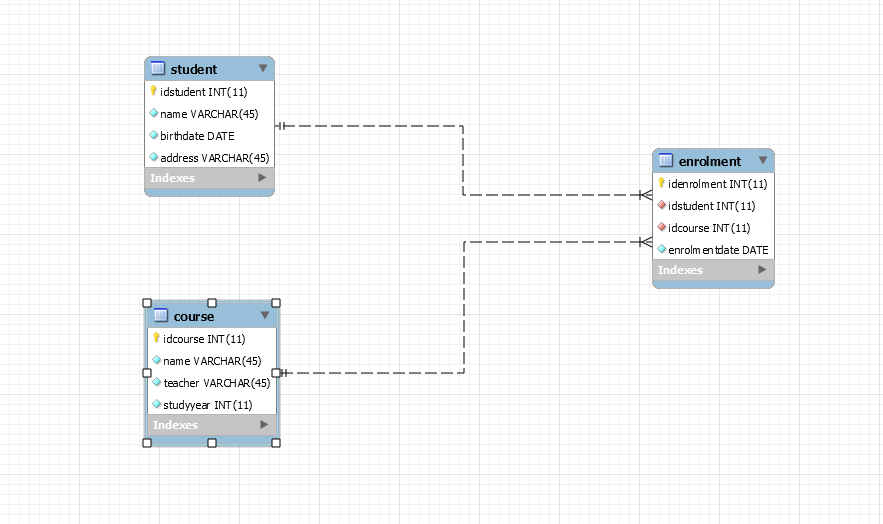 student
idstudent INT(11)
name VARCHAR(45)
birthdate DATE
address VARCHAR(45)
Indexes
enrolment
idenrolment INT(11)
idstudent INT(11)
idcourse INT(11)
enrolmentdate DATE
Indexes
course
idcourse INT(11)
name VARCHAR(45)
teacher VARCHAR(45)
studyyear INT(11)
Indexes